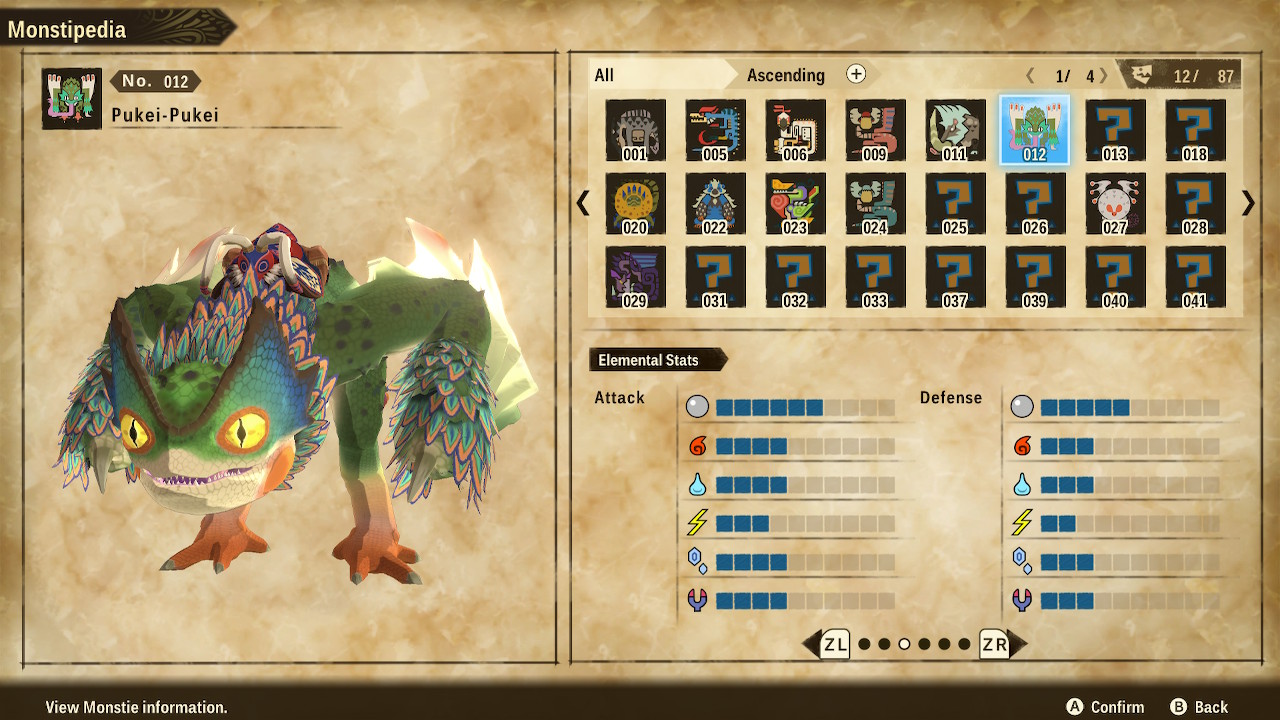 Monstipedia
No. 012
Pukei-Pukei
All
Ascending
1/ 4
12/ 87
001 005 006 009 011 012 013 018
020 022 023 024 025 026 027 028
029 031 032 033 037 039 040 041
Elemental Stats
Attack
Defense
ZL ZR
View Monstie information.
A Confirm B Back